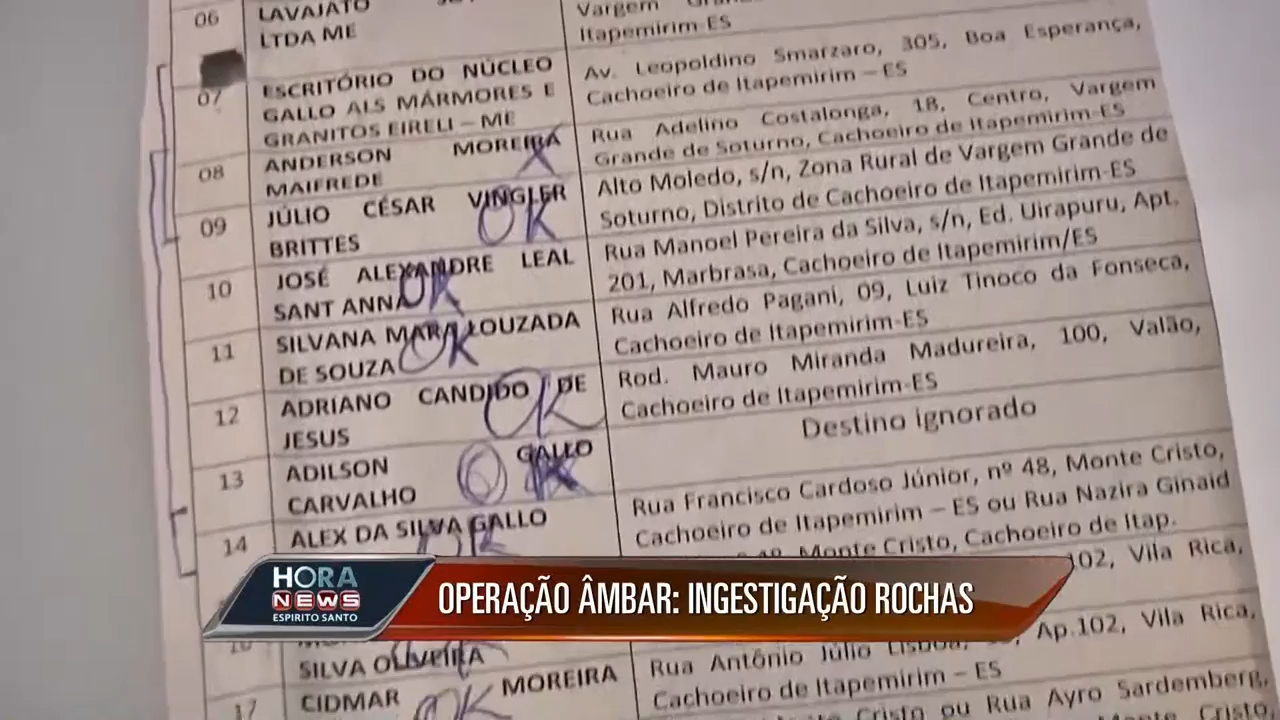 06
LAVAJATO
LTDA ME
Vargem
Itapemirim-ES
07
ESCRITÓRIO DO NÚCLEO
GALLO ALS MÁRMORES E
GRANITOS EIRELI – ME
Av. Leopoldino Smarzaro, 305, Boa Esperança,
Cachoeiro de Itapemirim – ES
08
ANDERSON MOREIRA
MAIFREDE
X
Rua Adelino Costalonga, 18, Centro, Vargem
Grande de Soturno, Cachoeiro de Itapemirim-ES
09
JÚLIO CÉSAR VINGLER
BRITTES
OK
Alto Moledo, s/n, Zona Rural de Vargem Grande de
Soturno, Distrito de Cachoeiro de Itapemirim-ES
10
JOSÉ ALEXANDRE LEAL
SANT ANNA
OK
Rua Manoel Pereira da Silva, s/n, Ed. Uirapuru, Apt.
201, Marbrasa, Cachoeiro de Itapemirim/ES
11
SILVANA MARA LOUZADA
DE SOUZA
OK
Rua Alfredo Pagani, 09, Luiz Tinoco da Fonseca,
Cachoeiro de Itapemirim-ES
12
ADRIANO CANDIDO DE
JESUS
OK
Rod. Mauro Miranda Madureira, 100, Valão,
Cachoeiro de Itapemirim-ES
13
ADILSON GALLO
CARVALHO
OK
Destino ignorado
14
ALEX DA SILVA GALLO
OK
Rua Francisco Cardoso Júnior, nº 48, Monte Cristo,
Cachoeiro de Itapemirim – ES ou Rua Nazira Ginaid
48, Monte Cristo, Cachoeiro de Itap.
102, Vila Rica,
HORA
NEWS
ESPIRITO SANTO
OPERAÇÃO ÂMBAR: INGESTIGAÇÃO ROCHAS
SILVA OLIVEIRA
Rua Antônio Júlio Lisboa, Ap.102, Vila Rica,
Cachoeiro de Itapemirim – ES
17
CIDMAR MOREIRA
OK
Cristo ou Rua Ayro Sardemberg,
Monte Cristo,